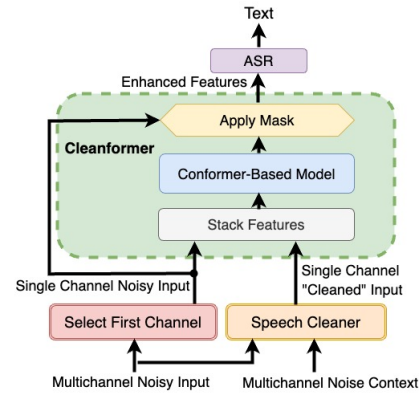 Text
ASR
Enhanced Features
Apply Mask
Cleanformer
Conformer-Based Model
Stack Features
Single Channel Noisy Input
Single Channel
"Cleaned" Input
Select First Channel
Speech Cleaner
Multichannel Noisy Input
Multichannel Noise Context